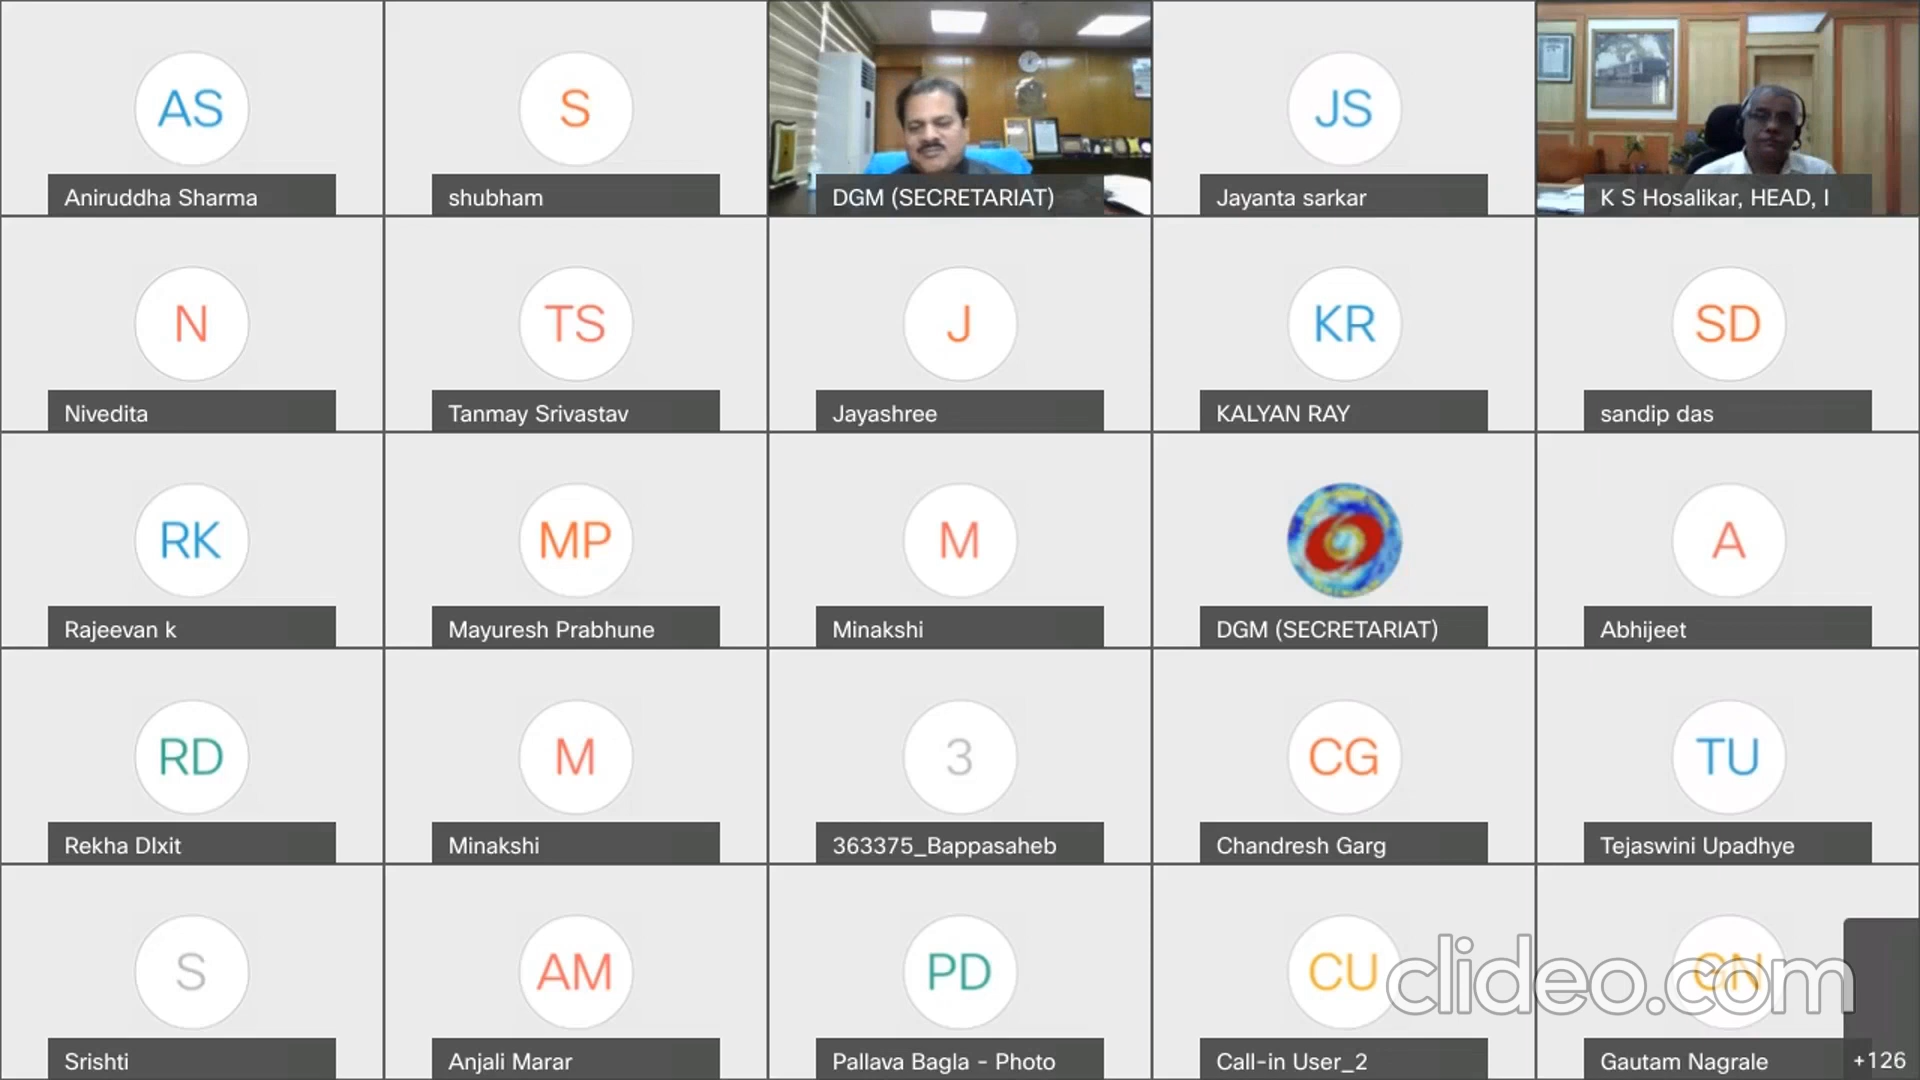 AS
Aniruddha Sharma
S
shubham
DGM (SECRETARIAT)
JS
Jayanta sarkar
K S Hosalikar, HEAD, I
N
Nivedita
TS
Tanmay Srivastav
J
Jayashree
KR
KALYAN RAY
SD
sandip das
RK
Rajeevan k
MP
Mayuresh Prabhune
M
Minakshi
DGM (SECRETARIAT)
A
Abhijeet
RD
Rekha DIxit
M
Minakshi
3
363375_Bappasaheb
CG
Chandresh Garg
TU
Tejaswini Upadhye
S
Srishti
AM
Anjali Marar
PD
Pallava Bagla - Photo
CU
Call-in User_2
GN
Gautam Nagrale
+126
clideo.com